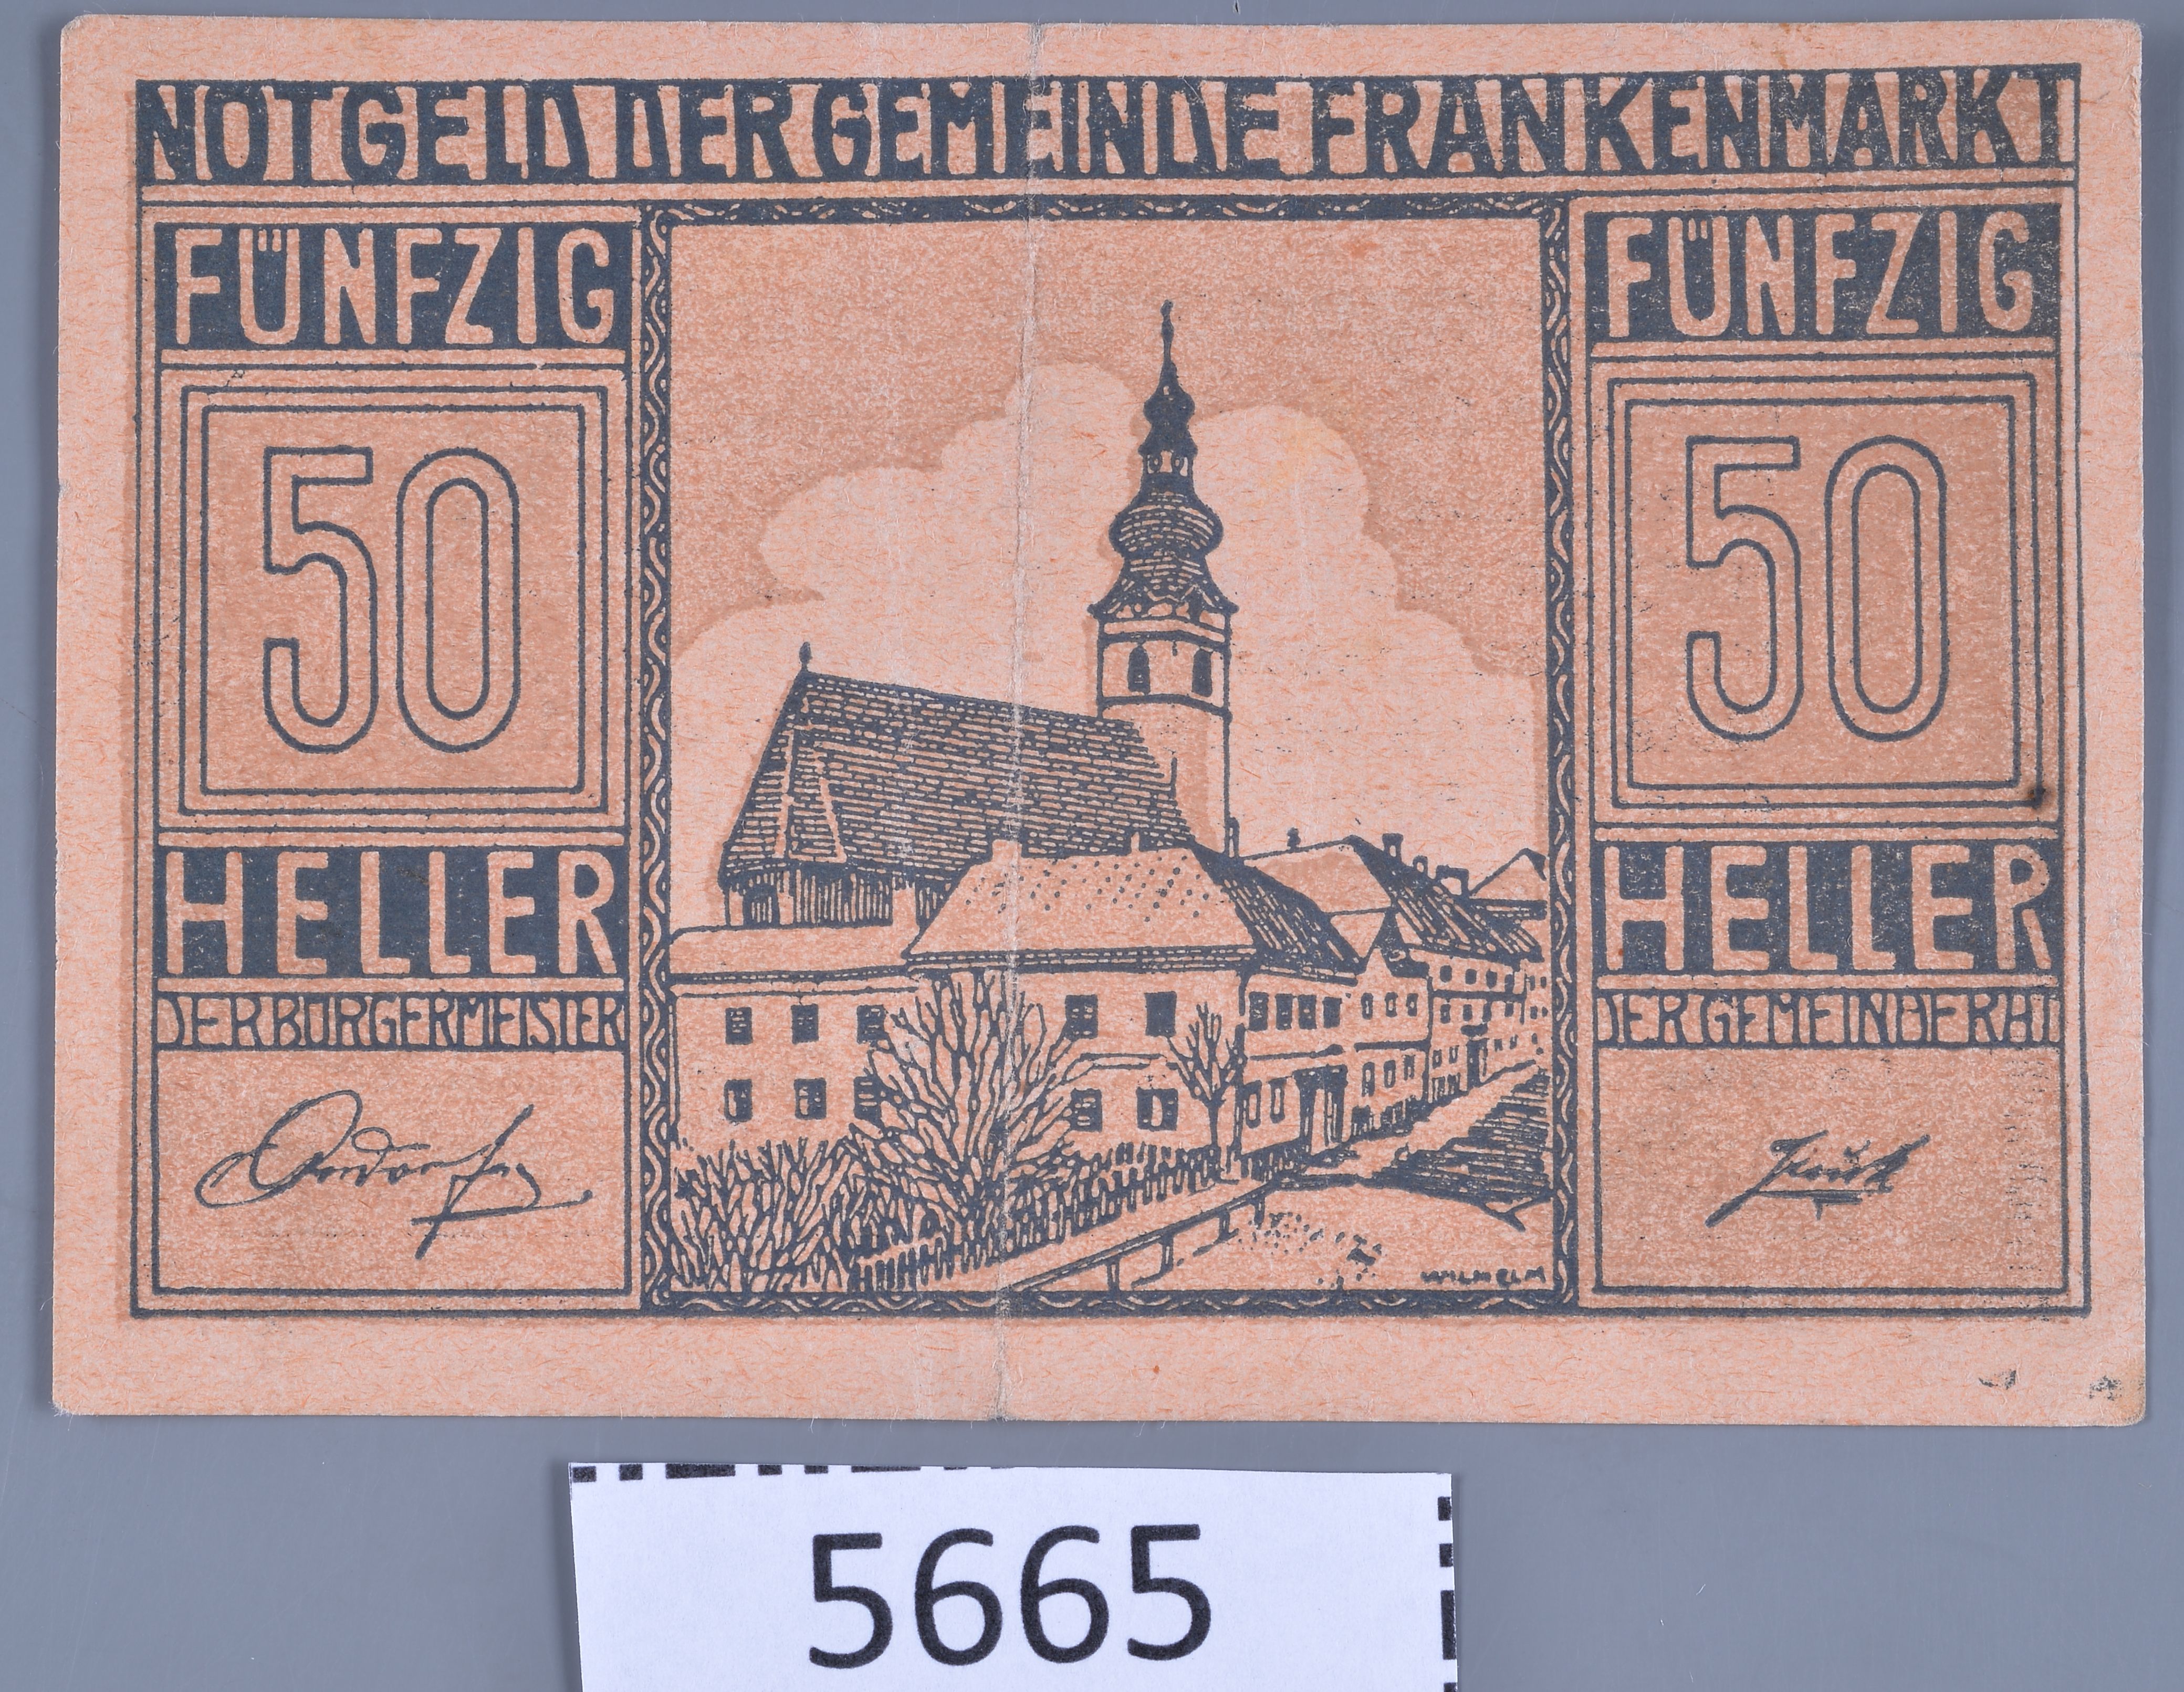 NOTGELD DER GEMEINDE FRANKENMARKT
FÜNFZIG
50
HELLER
DER BÜRGERMEISTER
WILHELM
FÜNFZIG
50
HELLER
DER GEMEINDERAT
5665